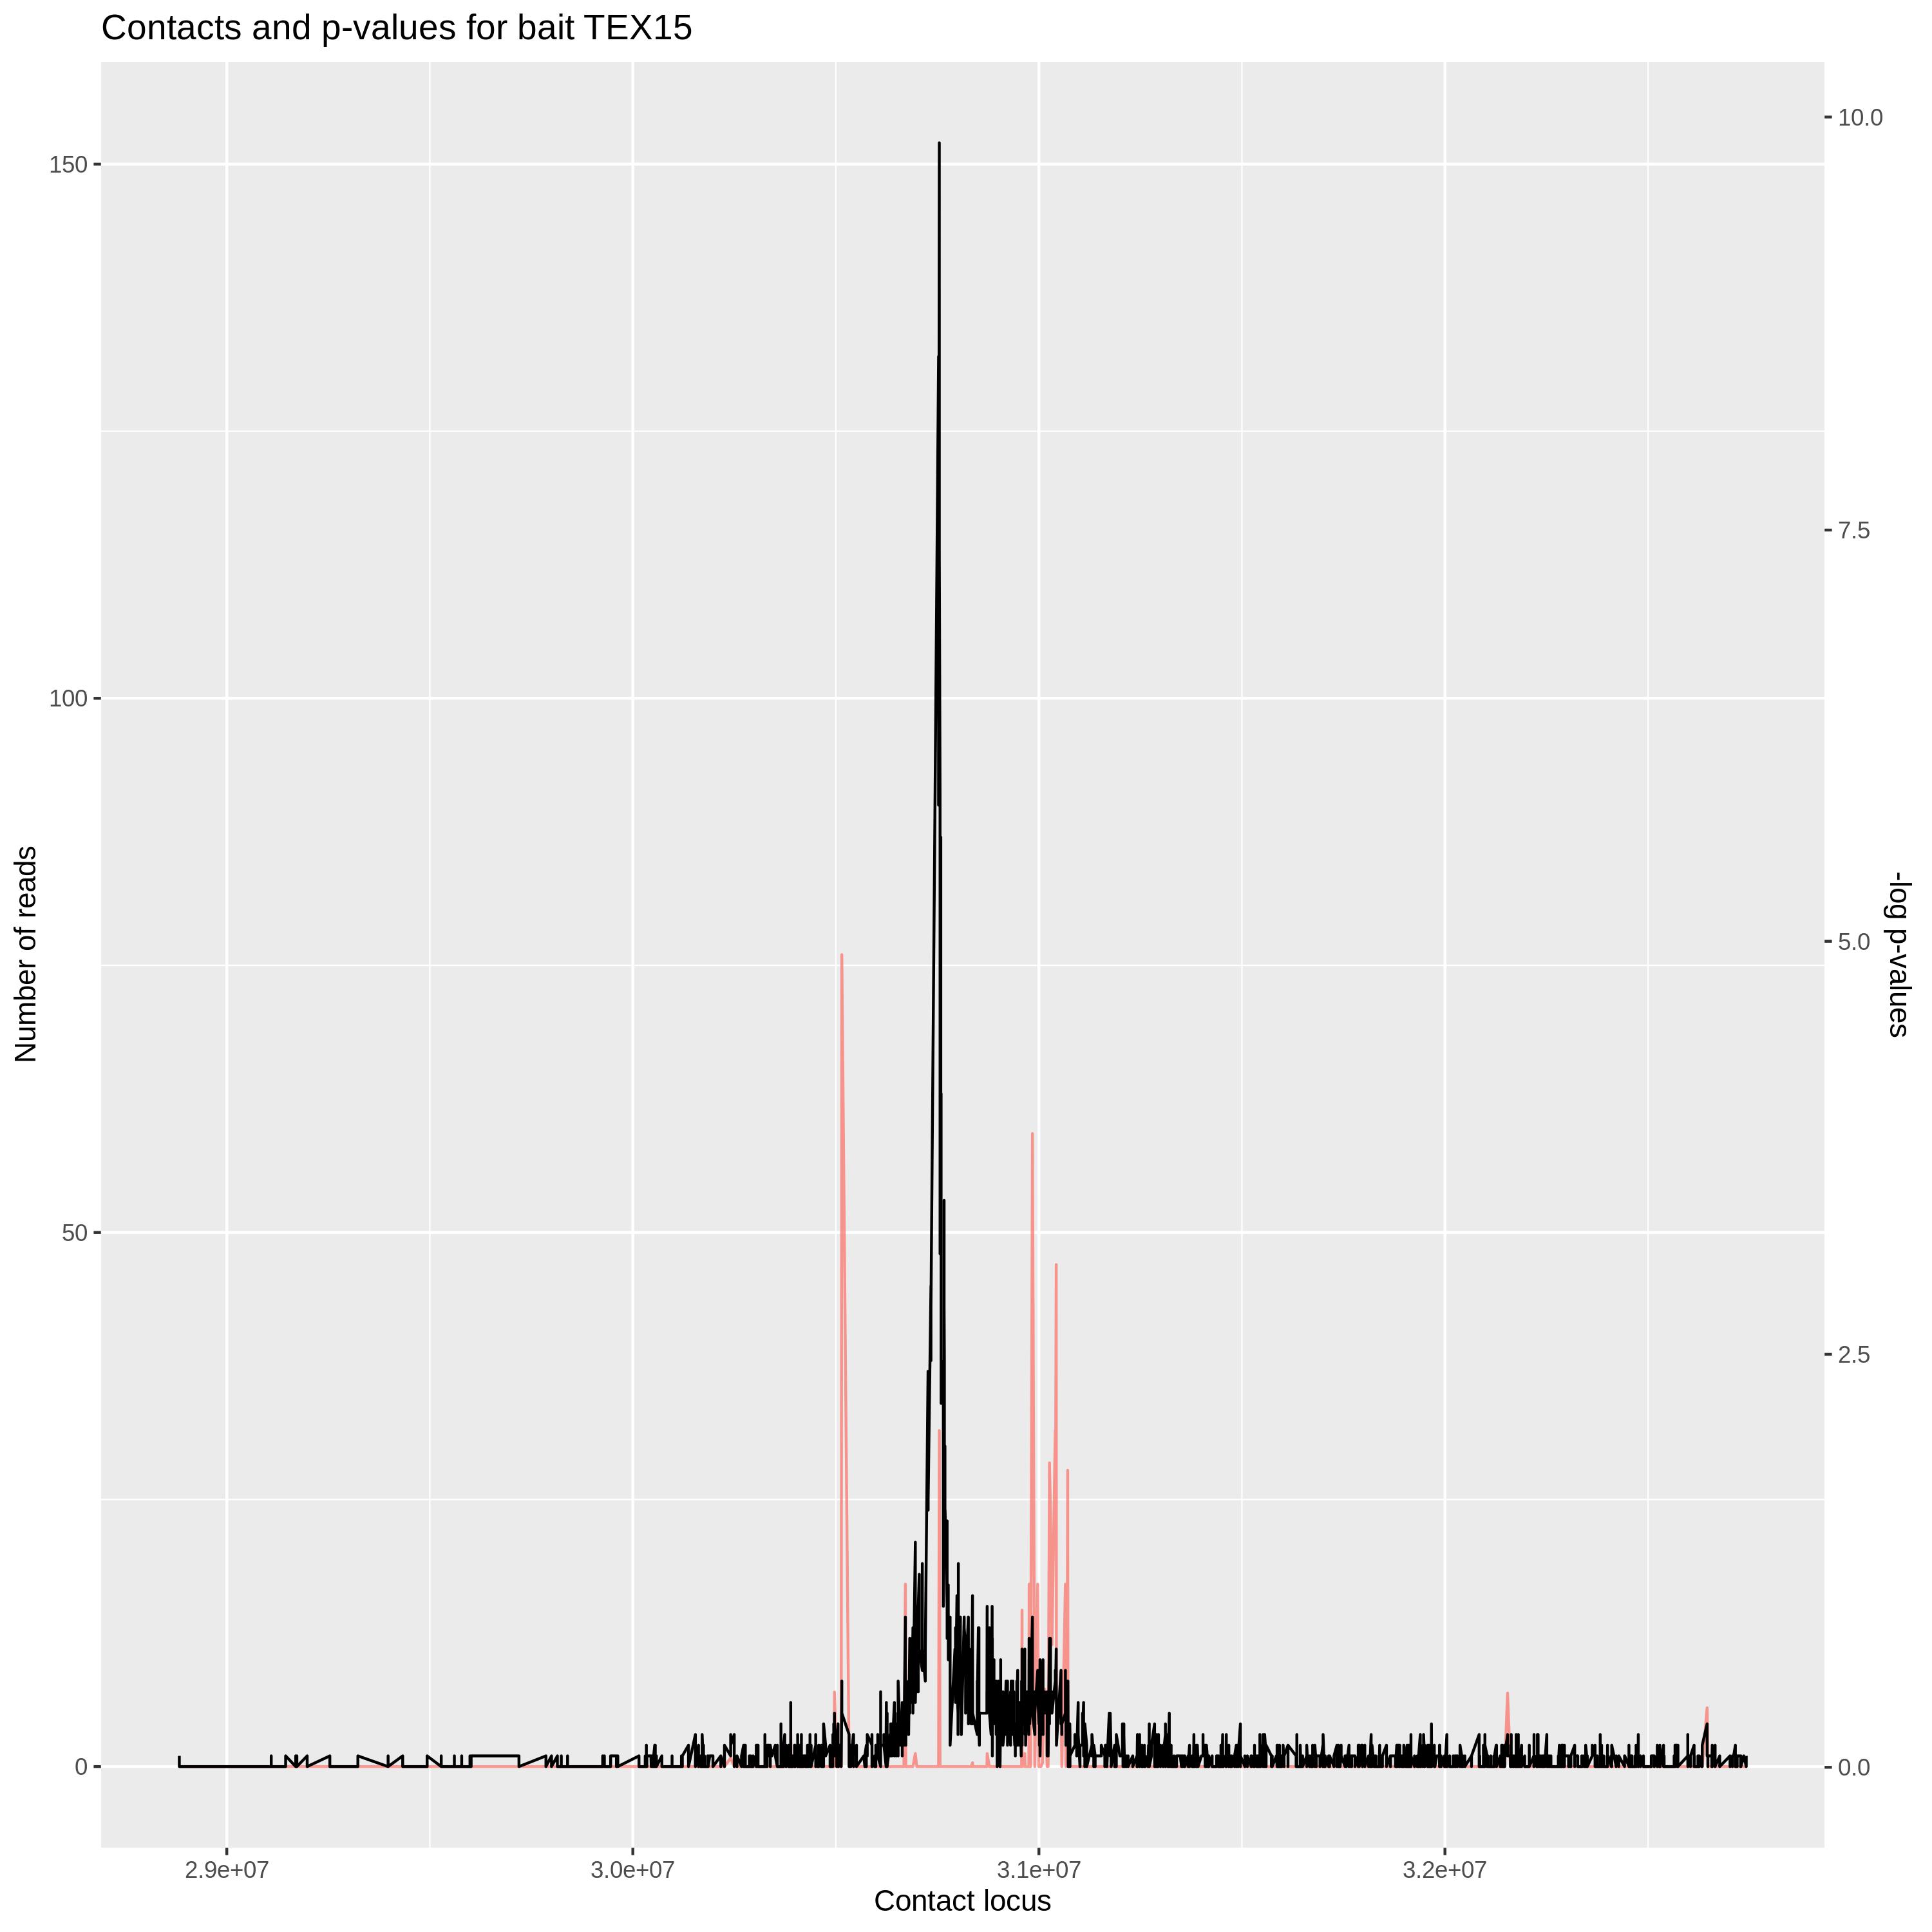 Contacts and p-values for bait TEX15
150
100
50
0
Number of reads
10.0
7.5
5.0
2.5
0.0
-log p-values
2.9e+07
3.0e+07
3.1e+07
3.2e+07
Contact locus